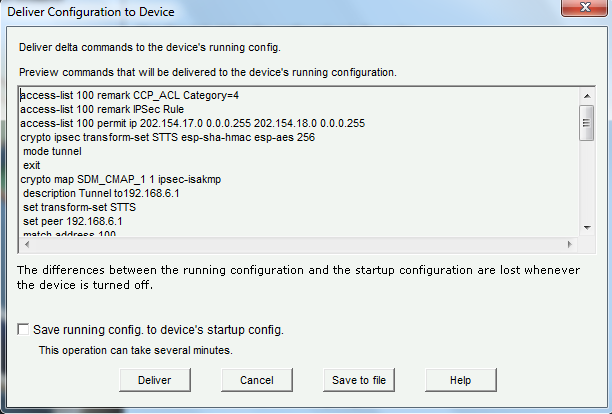 Deliver Configuration to Device
Deliver delta commands to the device's running config.
Preview commands that will be delivered to the device's running configuration.
access-list 100 remark CCP_ACL Category=4
access-list 100 remark IPSec Rule
access-list 100 permit ip 202.154.17.0 0.0.0.255 202.154.18.0 0.0.0.255
crypto ipsec transform-set STTS esp-sha-hmac esp-aes 256
mode tunnel
exit
crypto map SDM_CMAP_1 1 ipsec-isakmp
description Tunnel to192.168.6.1
set transform-set STTS
set peer 192.168.6.1
match address 100
The differences between the running configuration and the startup configuration are lost whenever
the device is turned off.
Save running config. to device's startup config.
This operation can take several minutes.
Deliver Cancel Save to file Help